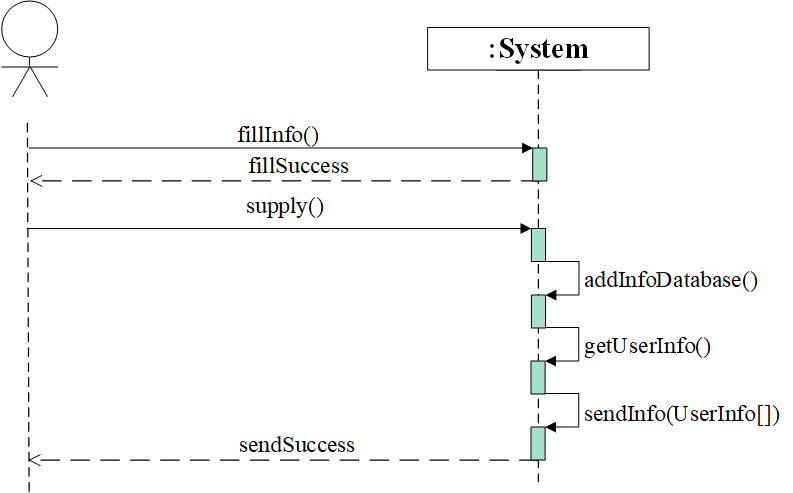 :System
fillInfo()
fillSuccess
supply()
addInfoDatabase()
getUserInfo()
sendInfo(UserInfo[])
sendSuccess